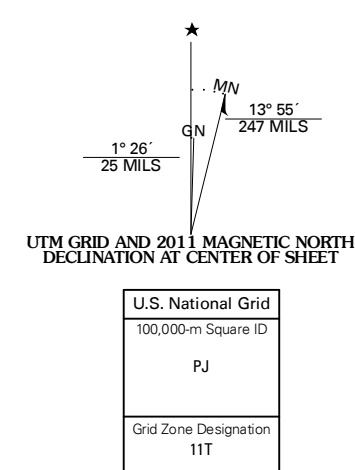 ★
MN
GN
13° 55´
247 MILS
1° 26´
25 MILS
UTM GRID AND 2011 MAGNETIC NORTH
DECLINATION AT CENTER OF SHEET
U.S. National Grid
100,000-m Square ID
PJ
Grid Zone Designation
11T